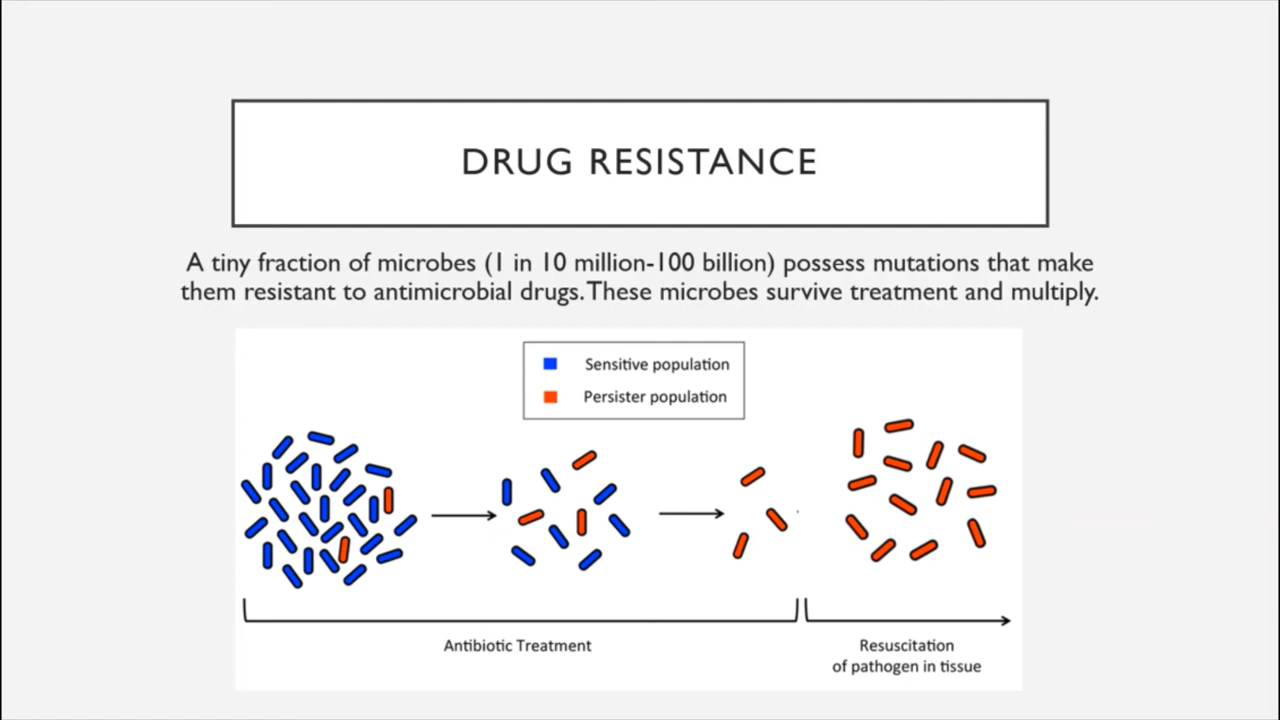 DRUG RESISTANCE
A tiny fraction of microbes (1 in 10 million-100 billion) possess mutations that make
them resistant to antimicrobial drugs. These microbes survive treatment and multiply.
Sensitive population
Persister population
Antibiotic Treatment
Resuscitation
of pathogen in tissue